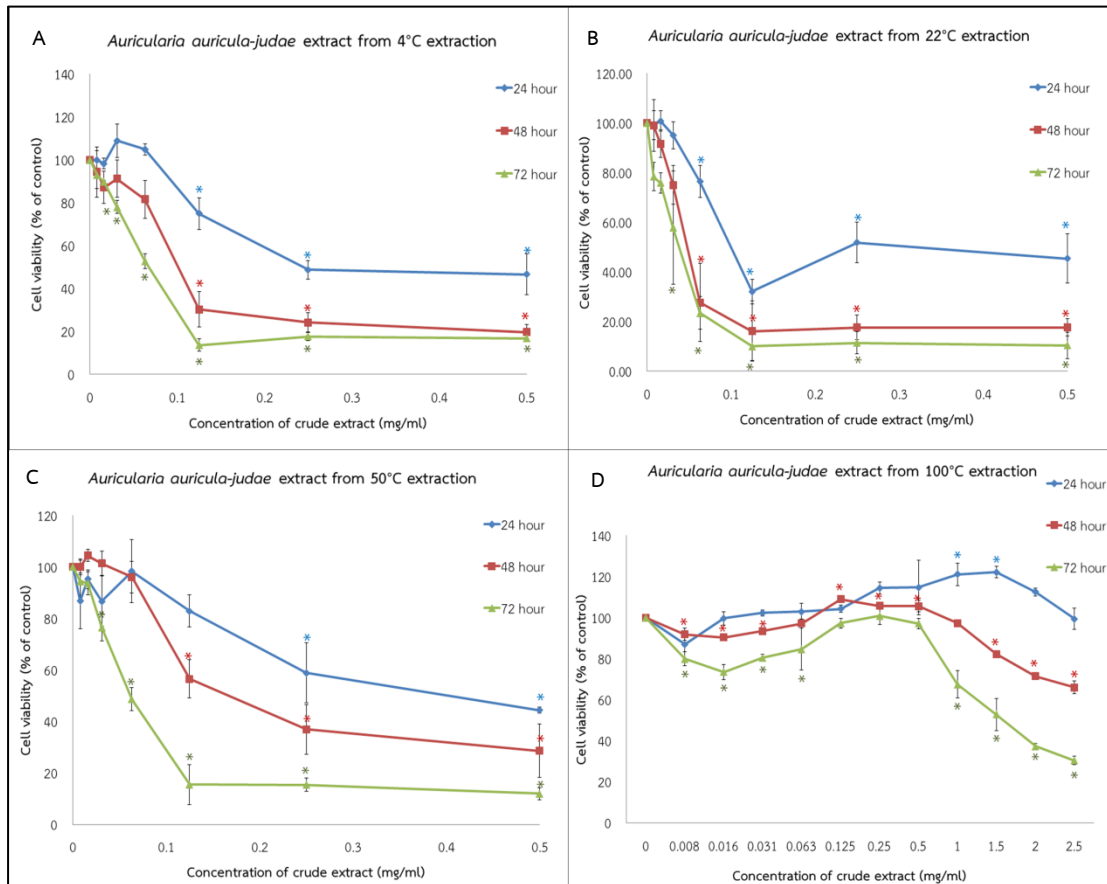 A
Auricularia auricula-judae extract from 4°C extraction
140
120
100
80
60
40
20
0
0
0.1
0.2
0.3
0.4
0.5
Cell viability (% of control)
Concentration of crude extract (mg/ml)
24 hour
48 hour
72 hour
* * * * * * * * * * * *
B
Auricularia auricula-judae extract from 22°C extraction
120.00
100.00
80.00
60.00
40.00
20.00
0.00
0
0.1
0.2
0.3
0.4
0.5
Cell viability (% of control)
Concentration of crude extract (mg/ml)
24 hour
48 hour
72 hour
* * * * * * * * * * * * *
C
Auricularia auricula-judae extract from 50°C extraction
120
100
80
60
40
20
0
0
0.1
0.2
0.3
0.4
0.5
Cell viability (% of control)
Concentration of crude extract (mg/ml)
24 hour
48 hour
72 hour
* * * * * * * * * *
D
Auricularia auricula-judae extract from 100°C extraction
140
120
100
80
60
40
20
0
0
0.008
0.016
0.031
0.063
0.125
0.25
0.5
1
1.5
2
2.5
Cell viability (% of control)
Concentration of crude extract (mg/ml)
24 hour
48 hour
72 hour
* * * * * * * * * * * * * * * * * * *